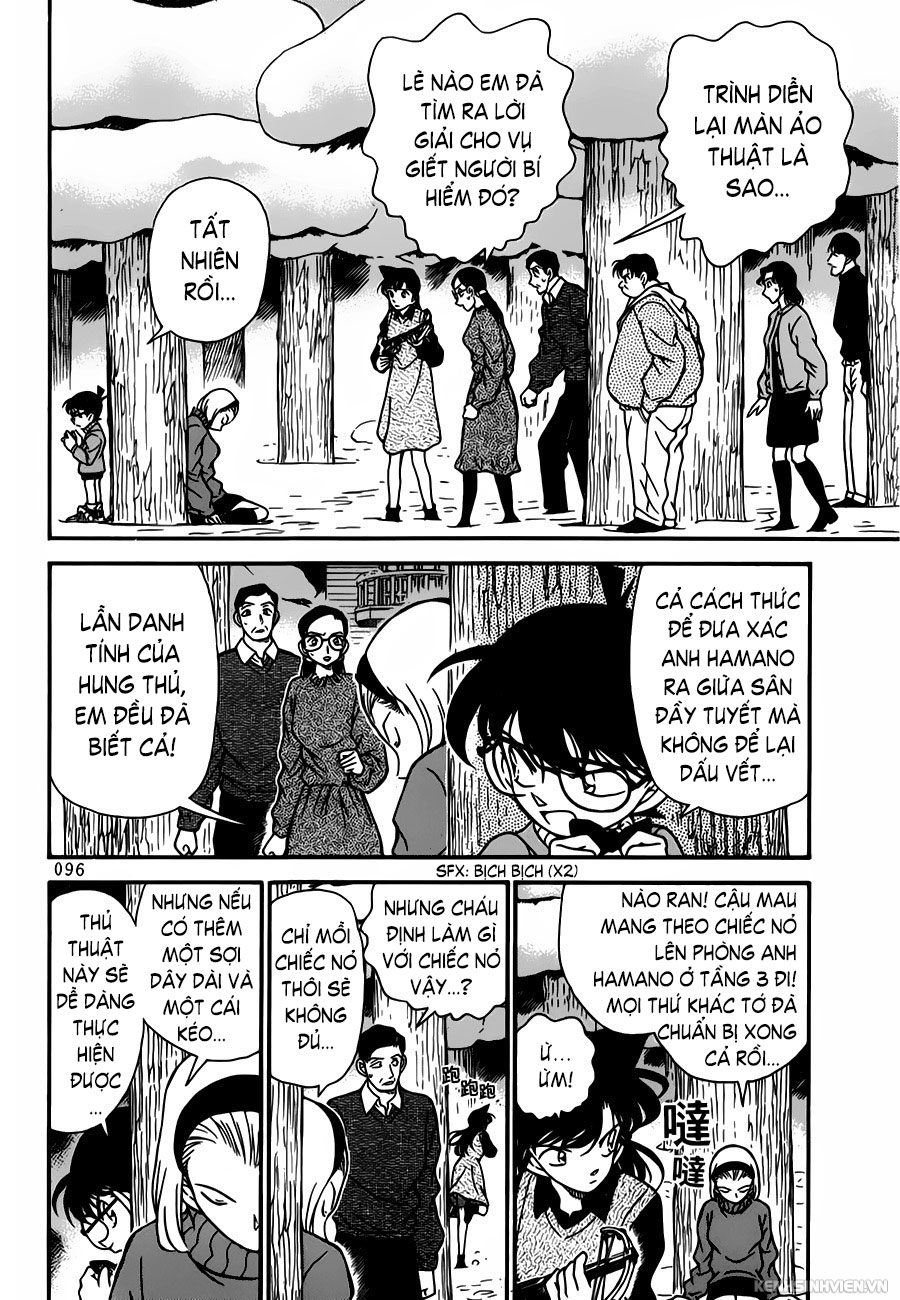 TRÌNH DIỄN
LẠI MÀN ẢO
THUẬT LÀ
SAO...
LẼ NÀO EM ĐÃ
TÌM RA LỜI
GIẢI CHO VỤ
GIẾT NGƯỜI BÍ
HIỂM ĐÓ?
TẤT
NHIÊN
RỒI...
CẢ CÁCH THỨC
ĐỂ ĐƯA XÁC
ANH HAMANO
RA GIỮA SÂN
ĐẦY TUYẾT MÀ
KHÔNG ĐỂ LẠI
DẤU VẾT...
LẪN DANH
TÍNH CỦA
HUNG THỦ,
EM ĐỀU ĐÃ
BIẾT CẢ!
096
SFX: BỊCH BỊCH (X2)
NÀO RAN! CẬU MAU
MANG THEO CHIẾC NỎ
LÊN PHÒNG ANH
HAMANO Ở TẦNG 3 ĐI!
MỌI THỨ KHÁC TỚ ĐÃ
CHUẨN BỊ XONG
CẢ RỒI...
Ừ...
ỪM!
噠
噠
NHƯNG CHÁU
ĐỊNH LÀM GÌ
VỚI CHIẾC NỎ
VẬY...?
跑
跑
跑
CHỈ MỖI
CHIẾC NỎ
THÔI SẼ
KHÔNG
ĐỦ...
NHƯNG NẾU
CÓ THÊM
MỘT SỢI
DÂY DÀI VÀ
MỘT CÁI
KÉO...
THỦ
THUẬT
NÀY SẼ
DỄ DÀNG
THỰC
HIỆN
ĐƯỢC
...
KENHSINHVIEN.VN